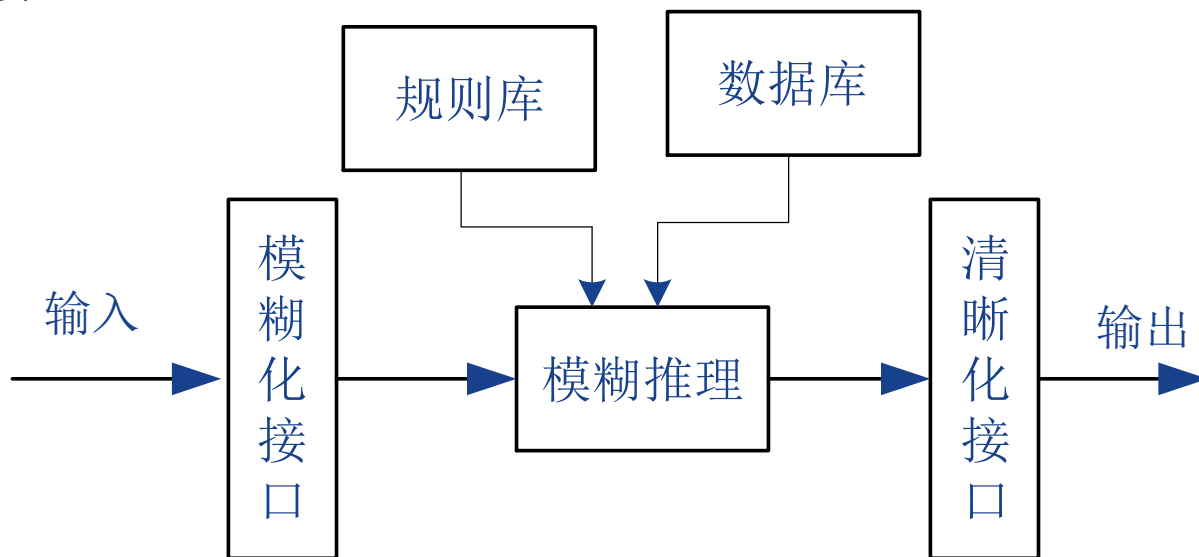 规则库
数据库
输入
模糊化接口
模糊推理
清晰化接口
输出